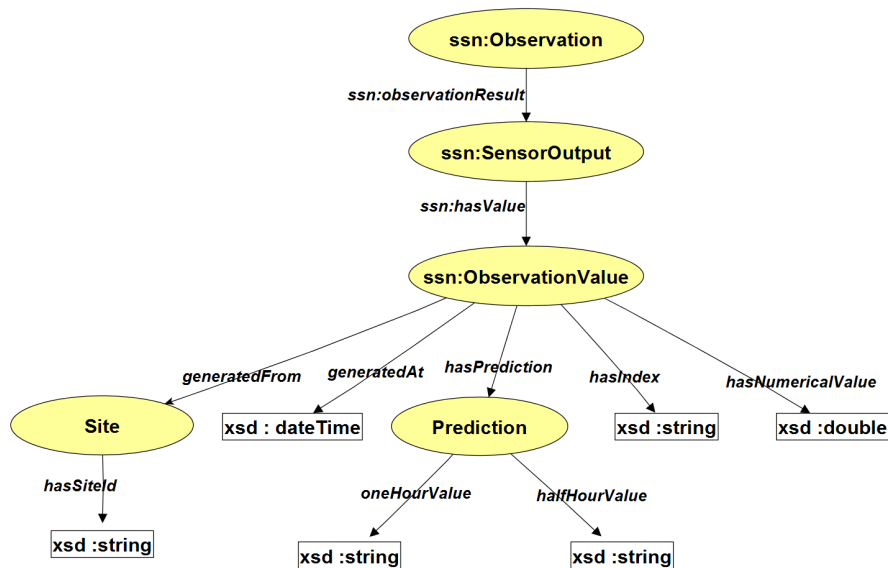 ssn:Observation
ssn:observationResult
ssn:SensorOutput
ssn:hasValue
ssn:ObservationValue
generatedFrom
generatedAt
hasPrediction
hasIndex
hasNumericalValue
Site
xsd : dateTime
Prediction
xsd :string
xsd :double
hasSiteId
oneHourValue
halfHourValue
xsd :string
xsd :string
xsd :string